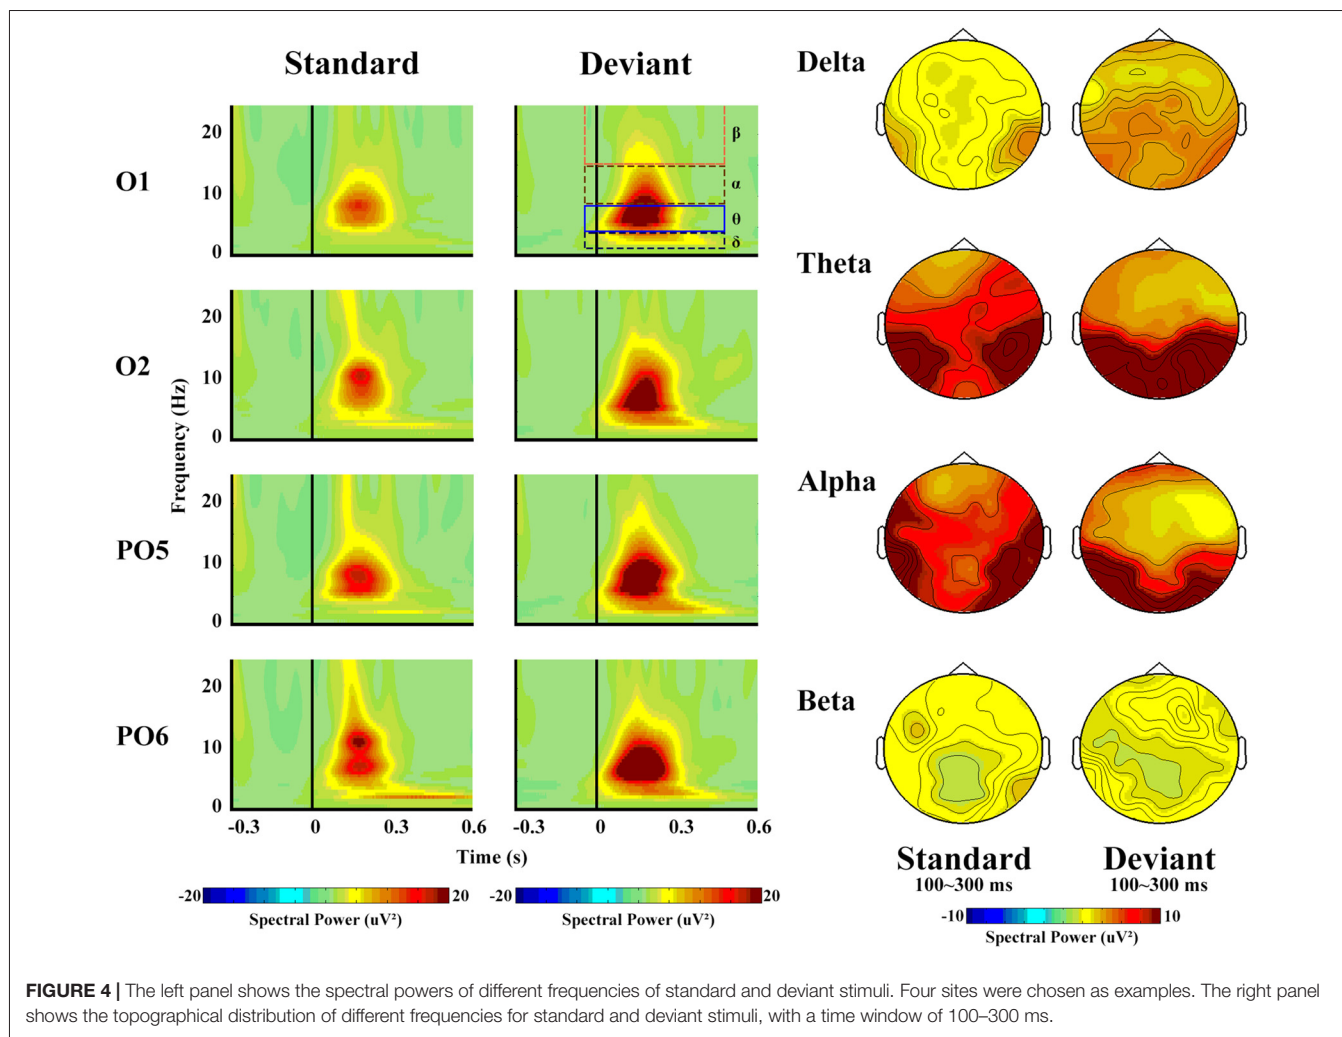 Standard
Deviant
Delta
20
10
0
O1
β
α
θ
δ
Theta
20
10
0
O2
Frequency (Hz)
Alpha
20
10
0
PO5
Beta
20
10
0
PO6
-0.3 0 0.3 0.6
-0.3 0 0.3 0.6
Time (s)
Standard
100~300 ms
Deviant
100~300 ms
-20 20
Spectral Power (uV²)
-20 20
Spectral Power (uV²)
-10 10
Spectral Power (uV²)
FIGURE 4 | The left panel shows the spectral powers of different frequencies of standard and deviant stimuli. Four sites were chosen as examples. The right panel
shows the topographical distribution of different frequencies for standard and deviant stimuli, with a time window of 100–300 ms.